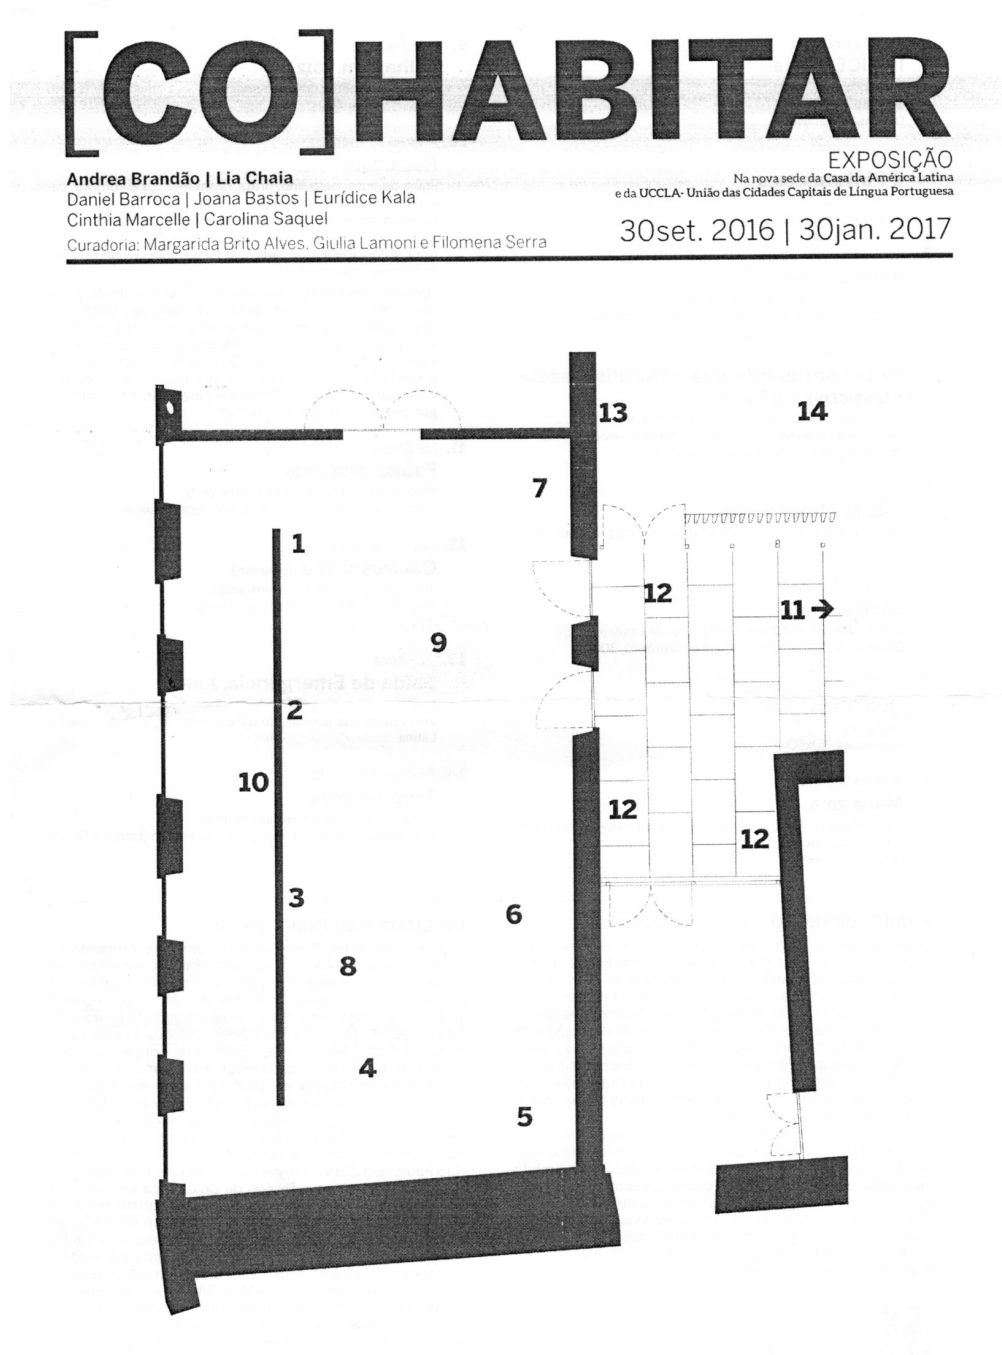 [CO]HABITAR
EXPOSIÇÃO
Na nova sede da Casa da América Latina
e da UCCLA- União das Cidades Capitais de Língua Portuguesa
30set. 2016 | 30jan. 2017
Andrea Brandão | Lia Chaia
Daniel Barroca | Joana Bastos | Eurídice Kala
Cinthia Marcelle | Carolina Saquel
Curadoria: Margarida Brito Alves, Giulia Lamoni e Filomena Serra
13
14
7
1
12
11→
9
2
10
12
12
3
6
8
4
5